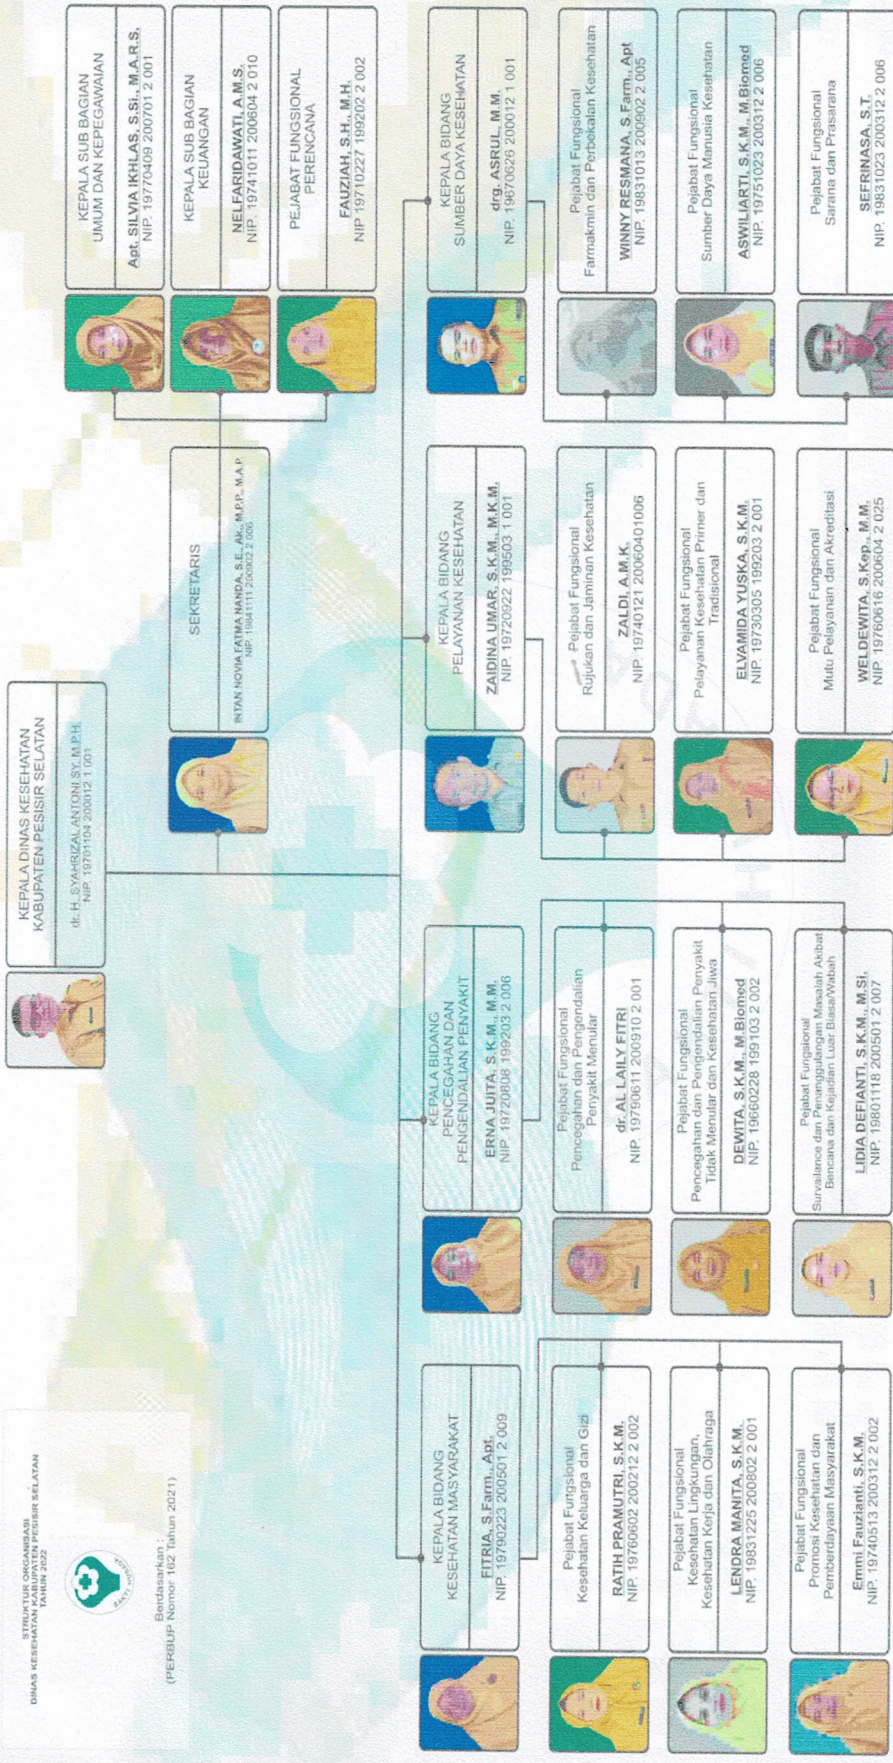 STRUKTUR ORGANISASI
DINAS KESEHATAN KABUPATEN PESISIR SELATAN
TAHUN 2022
BAKTI HUSADA
Berdasarkan :
(PERBUP Nomor 162 Tahun 2021)
KEPALA DINAS KESEHATAN
KABUPATEN PESISIR SELATAN
dr. H. SYAHRIZAL ANTONI SY, M.P.H.
NIP. 19701104 200012 1 001
SEKRETARIS
INTAN NOVIA FATMA NANDA, S.E., Ak., M.P.P., M.A.P.
NIP. 19841111 200902 2 006
KEPALA SUB BAGIAN
UMUM DAN KEPEGAWAIAN
Apt. SILVIA IKHLAS, S.Si., M.A.R.S.
NIP. 19770409 200701 2 001
KEPALA SUB BAGIAN
KEUANGAN
NELFARIDAWATI, A.M.S.
NIP. 19741011 200604 2 010
PEJABAT FUNGSIONAL
PERENCANA
FAUZIAH, S.H., M.H.
NIP 19710227 199202 2 002
KEPALA BIDANG
KESEHATAN MASYARAKAT
FITRIA, S.Farm., Apt.
NIP. 19790223 200501 2 009
Pejabat Fungsional
Kesehatan Keluarga dan Gizi
RATIH PRAMUTRI, S.K.M.
NIP. 19760602 200212 2 002
Pejabat Fungsional
Kesehatan Lingkungan,
Kesehatan Kerja dan Olahraga
LENDRA MANITA, S.K.M.
NIP. 19831225 200802 2 001
Pejabat Fungsional
Promosi Kesehatan dan
Pemberdayaan Masyarakat
Emmi Fauzianti, S.K.M.
NIP. 19740513 200312 2 002
KEPALA BIDANG
PENCEGAHAN DAN
PENGENDALIAN PENYAKIT
ERNA JUITA, S.K.M., M.M.
NIP. 19720808 199203 2 006
Pejabat Fungsional
Pencegahan dan Pengendalian
Penyakit Menular
dr. AL LAILY FITRI
NIP. 19790611 200910 2 001
Pejabat Fungsional
Pencegahan dan Pengendalian Penyakit
Tidak Menular dan Kesehatan Jiwa
DEWITA, S.K.M., M.Biomed
NIP. 19660228 199103 2 002
Pejabat Fungsional
Survailance dan Penanggulangan Masalah Akibat
Bencana dan Kejadian Luar Biasa/Wabah
LIDIA DEFIANTI, S.K.M., M.Si.
NIP. 19801118 200501 2 007
KEPALA BIDANG
PELAYANAN KESEHATAN
ZAIDINA UMAR, S.K.M., M.K.M.
NIP. 19720922 199503 1 001
Pejabat Fungsional
Rujukan dan Jaminan Kesehatan
ZALDI, A.M.K.
NIP. 19740121 20060401006
Pejabat Fungsional
Pelayanan Kesehatan Primer dan
Tradisional
ELVAMIDA YUSKA, S.K.M.
NIP. 19730305 199203 2 001
Pejabat Fungsional
Mutu Pelayanan dan Akreditasi
WELDEWITA, S.Kep., M.M.
NIP. 19760616 200604 2 025
KEPALA BIDANG
SUMBER DAYA KESEHATAN
drg. ASRUL, M.M.
NIP. 19670626 200012 1 001
Pejabat Fungsional
Farmakmin dan Perbekalan Kesehatan
WINNY RESMANA, S.Farm., Apt
NIP. 19831013 200902 2 005
Pejabat Fungsional
Sumber Daya Manusia Kesehatan
ASWILIARTI, S.K.M., M.Biomed
NIP. 19751023 200312 2 006
Pejabat Fungsional
Sarana dan Prasarana
SEFRINASA, S.T.
NIP. 19831023 200312 2 006